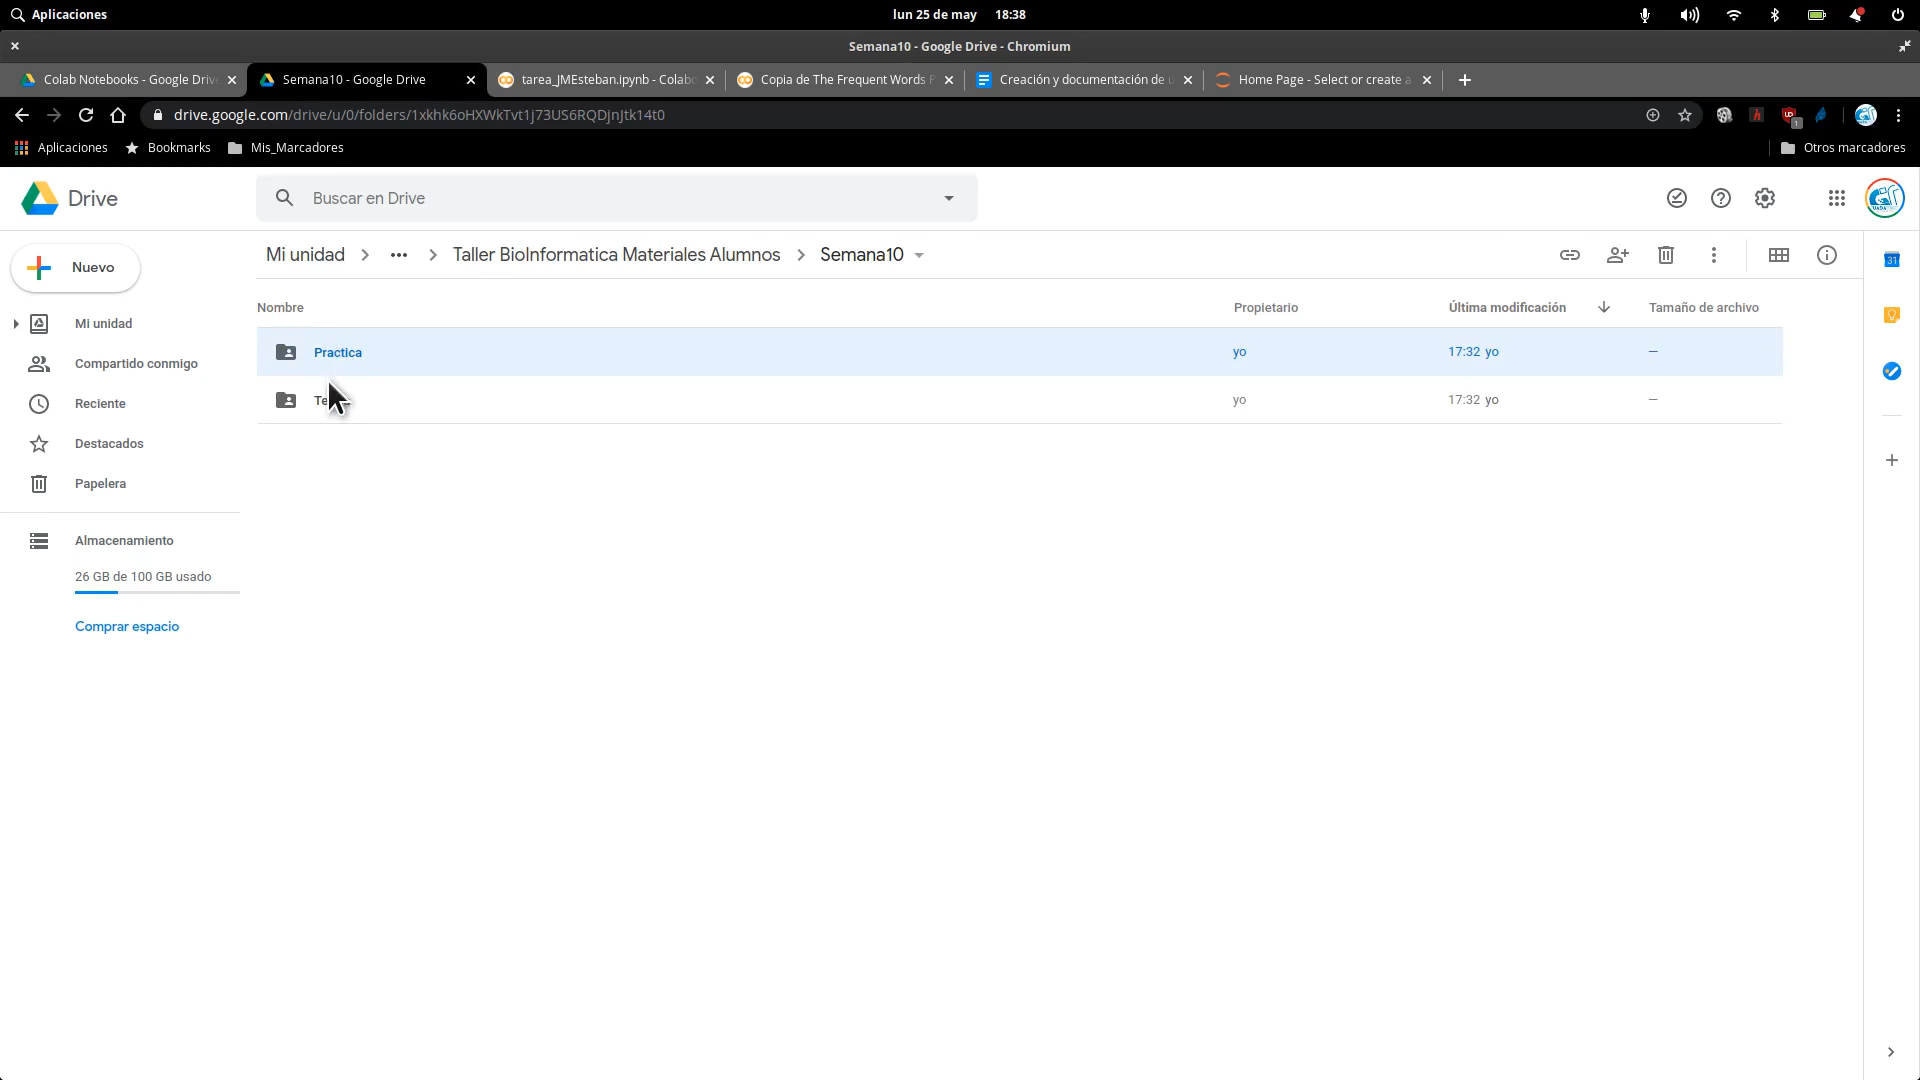 Aplicaciones
lun 25 de may 18:38
Semana10 - Google Drive - Chromium
Colab Notebooks - Google Drive
Semana10 - Google Drive
tarea_JMEsteban.ipynb - Colabo
Copia de The Frequent Words P
Creación y documentación de u
Home Page - Select or create a
drive.google.com/drive/u/0/folders/1xkhk6oHXWkTvt1j73US6RQDjnJtk14t0
Aplicaciones
Bookmarks
Mis_Marcadores
Otros marcadores
Drive
Buscar en Drive
Nuevo
Mi unidad
Compartido conmigo
Reciente
Destacados
Papelera
Almacenamiento
26 GB de 100 GB usado
Comprar espacio
Mi unidad > ••• > Taller BioInformatica Materiales Alumnos > Semana10
Nombre Propietario Última modificación Tamaño de archivo
Practica yo 17:32 yo —
yo 17:32 yo —
31